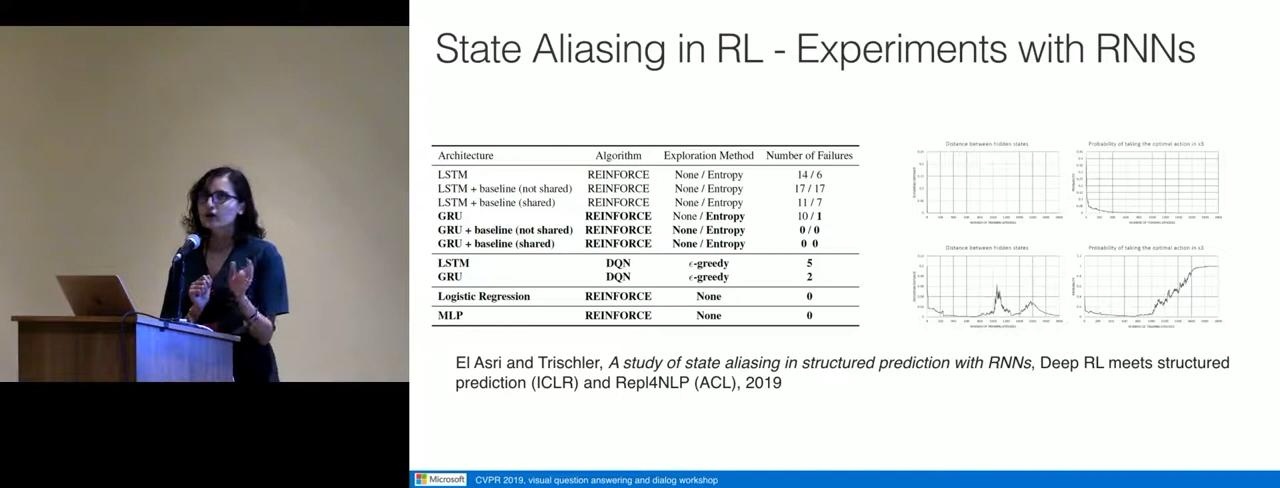 State Aliasing in RL - Experiments with RNNs
Architecture Algorithm Exploration Method Number of Failures
LSTM REINFORCE None / Entropy 14 / 6
LSTM + baseline (not shared) REINFORCE None / Entropy 17 / 17
LSTM + baseline (shared) REINFORCE None / Entropy 11 / 7
GRU REINFORCE None / Entropy 10 / 1
GRU + baseline (not shared) REINFORCE None / Entropy 0 / 0
GRU + baseline (shared) REINFORCE None / Entropy 0 0
LSTM DQN ϵ-greedy 5
GRU DQN ϵ-greedy 2
Logistic Regression REINFORCE None 0
MLP REINFORCE None 0
Distance between hidden states
Probability of taking the optimal action in x3
Distance between hidden states
Probability of taking the optimal action in x3
El Asri and Trischler, A study of state aliasing in structured prediction with RNNs, Deep RL meets structured
prediction (ICLR) and Repl4NLP (ACL), 2019
Microsoft
CVPR 2019, visual question answering and dialog workshop